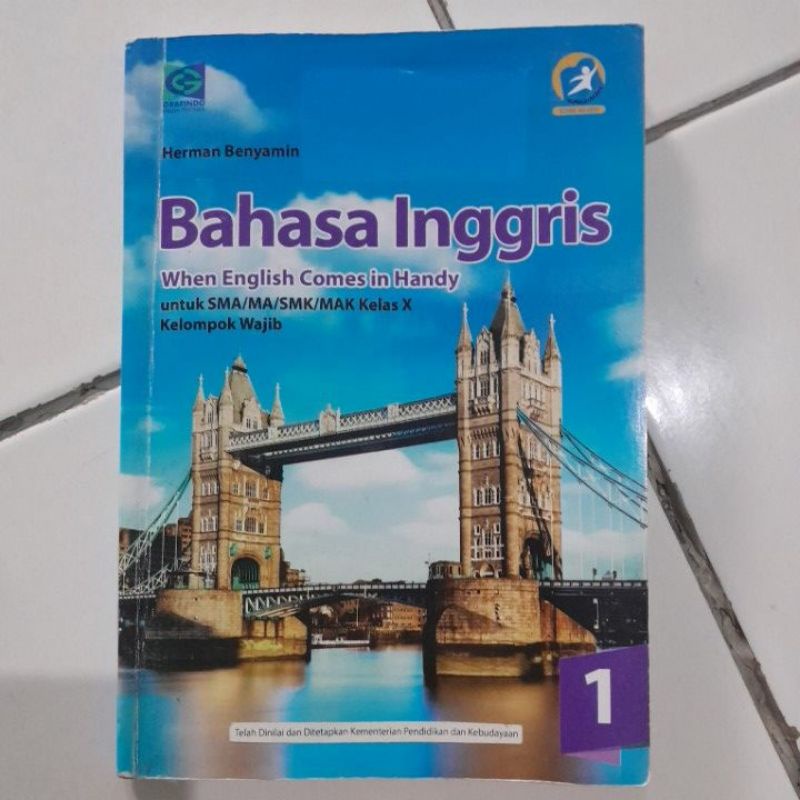 GRAFINDO
Herman Benyamin
Bahasa Inggris
When English Comes in Handy
untuk SMA/MA/SMK/MAK Kelas X
Kelompok Wajib
1
Telah Dinilai dan Ditetapkan Kementerian Pendidikan dan Kebudayaan